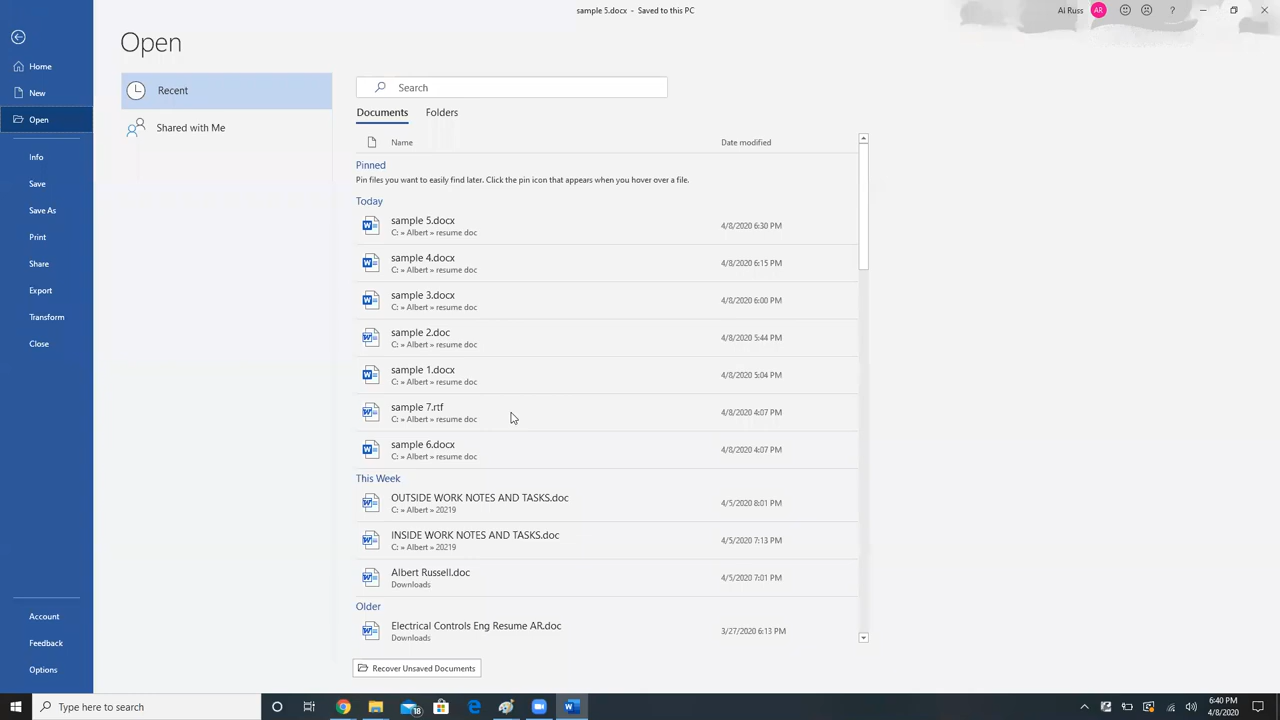 sample 5.docx - Saved to this PC
Al Russ
AR
?
Open
Home
New
Open
Info
Save
Save As
Print
Share
Export
Transform
Close
Account
Feedback
Options
Recent
Shared with Me
Search
Documents Folders
Name Date modified
Pinned
Pin files you want to easily find later. Click the pin icon that appears when you hover over a file.
Today
sample 5.docx
C: » Albert » resume doc
4/8/2020 6:30 PM
sample 4.docx
C: » Albert » resume doc
4/8/2020 6:15 PM
sample 3.docx
C: » Albert » resume doc
4/8/2020 6:00 PM
sample 2.doc
C: » Albert » resume doc
4/8/2020 5:44 PM
sample 1.docx
C: » Albert » resume doc
4/8/2020 5:04 PM
sample 7.rtf
C: » Albert » resume doc
4/8/2020 4:07 PM
sample 6.docx
C: » Albert » resume doc
4/8/2020 4:07 PM
This Week
OUTSIDE WORK NOTES AND TASKS.doc
C: » Albert » 20219
4/5/2020 8:01 PM
INSIDE WORK NOTES AND TASKS.doc
C: » Albert » 20219
4/5/2020 7:13 PM
Albert Russell.doc
Downloads
4/5/2020 7:01 PM
Older
Electrical Controls Eng Resume AR.doc
Downloads
3/27/2020 6:13 PM
Recover Unsaved Documents
Type here to search
18
6:40 PM
4/8/2020